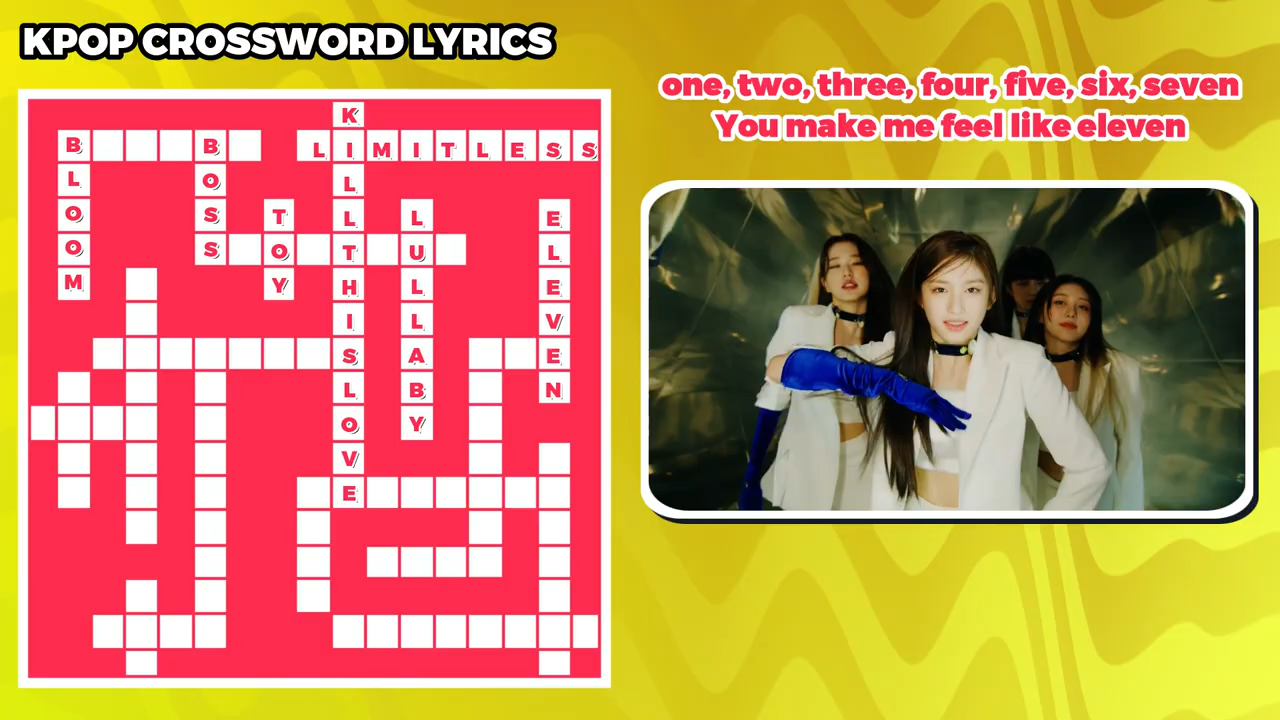 KPOP CROSSWORD LYRICS
one, two, three, four, five, six, seven
You make me feel like eleven
KILLTHISLOVE
BLOOM
BOSS
LIMITLESS
TOY
LULLABY
ELEVEN